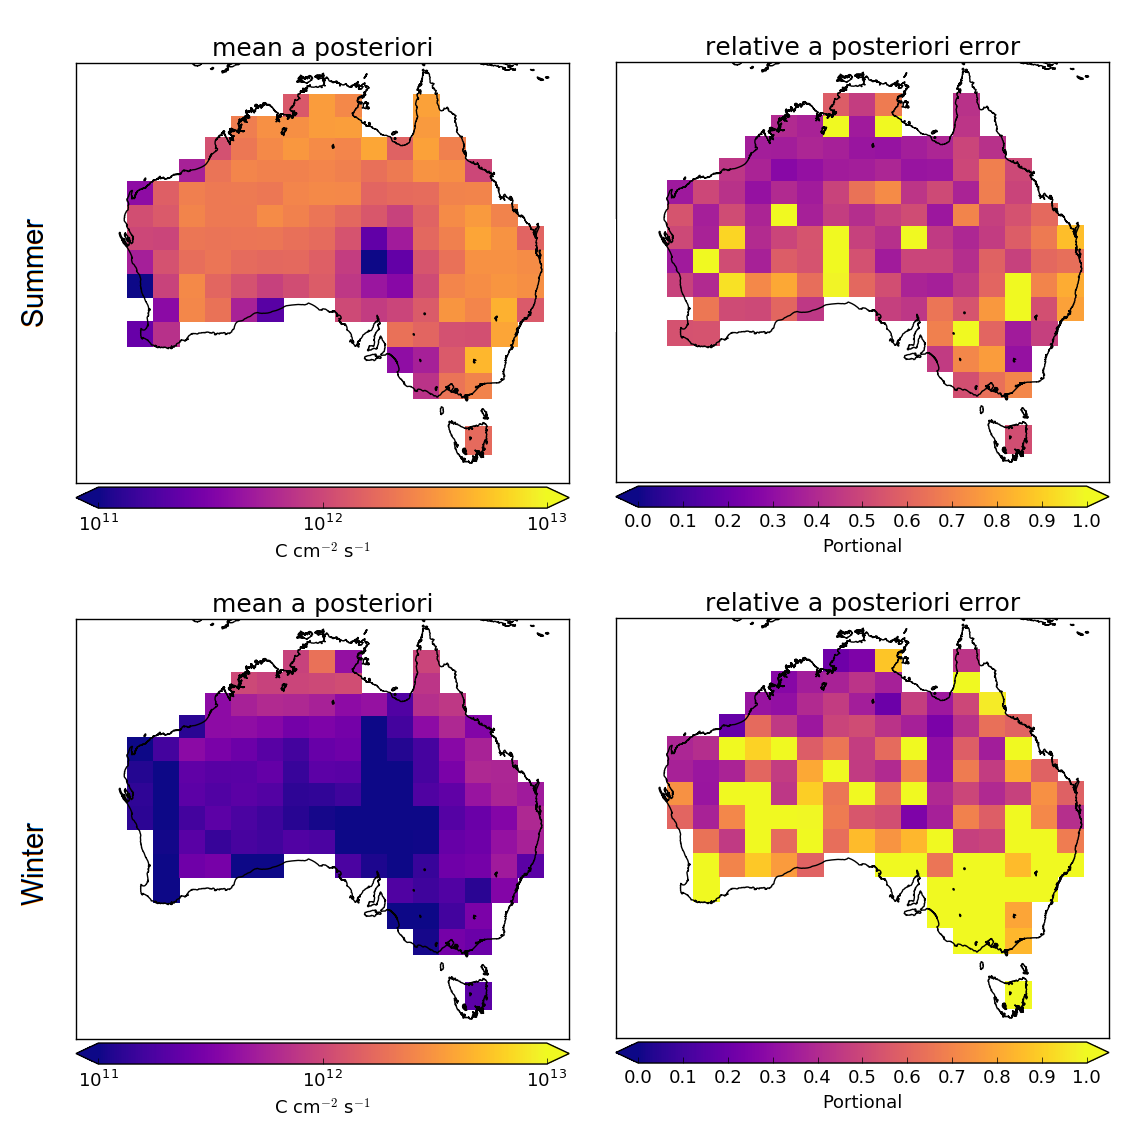 mean a posteriori
relative a posteriori error
Summer
10¹¹ 10¹² 10¹³
C cm⁻² s⁻¹
0.0 0.1 0.2 0.3 0.4 0.5 0.6 0.7 0.8 0.9 1.0
Portional
mean a posteriori
relative a posteriori error
Winter
10¹¹ 10¹² 10¹³
C cm⁻² s⁻¹
0.0 0.1 0.2 0.3 0.4 0.5 0.6 0.7 0.8 0.9 1.0
Portional